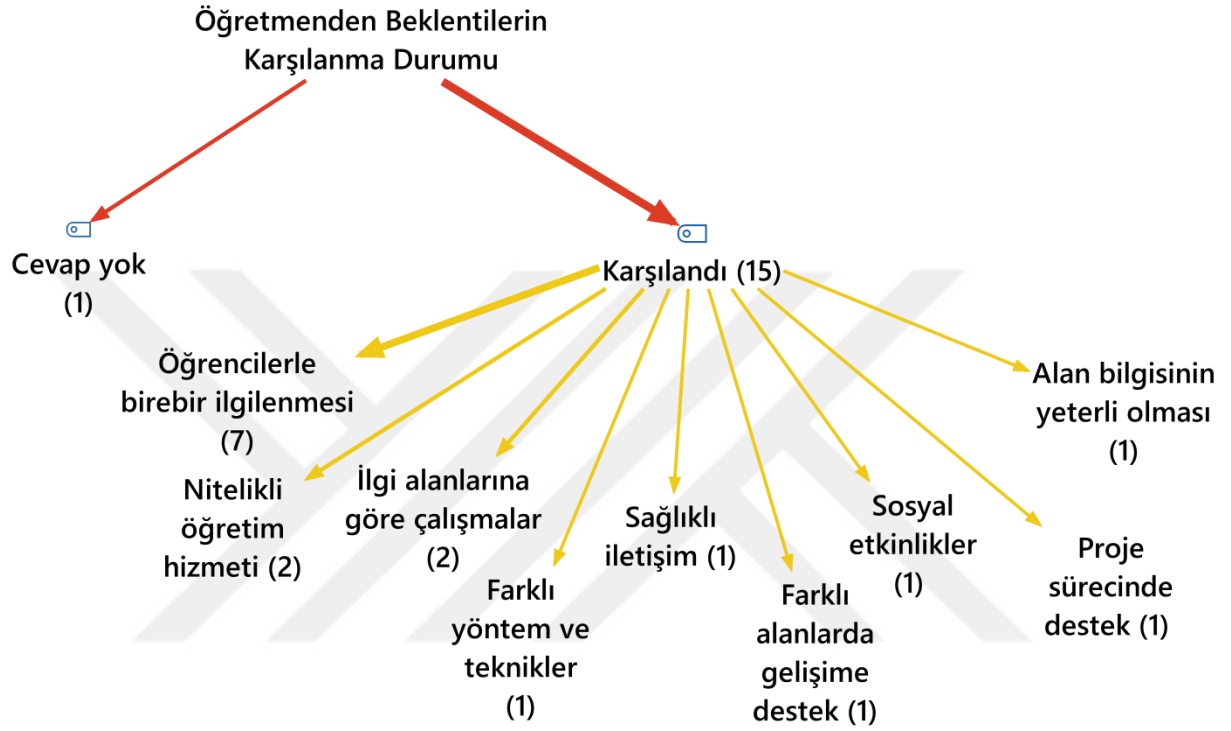 Öğretmenden Beklentilerin
Karşılanma Durumu
Cevap yok
(1)
Karşılandı (15)
Öğrencilerle
birebir ilgilenmesi
(7)
Nitelikli
öğretim
hizmeti (2)
İlgi alanlarına
göre çalışmalar
(2)
Farklı
yöntem ve
teknikler
(1)
Sağlıklı
iletişim (1)
Farklı
alanlarda
gelişime
destek (1)
Sosyal
etkinlikler
(1)
Proje
sürecinde
destek (1)
Alan bilgisinin
yeterli olması
(1)